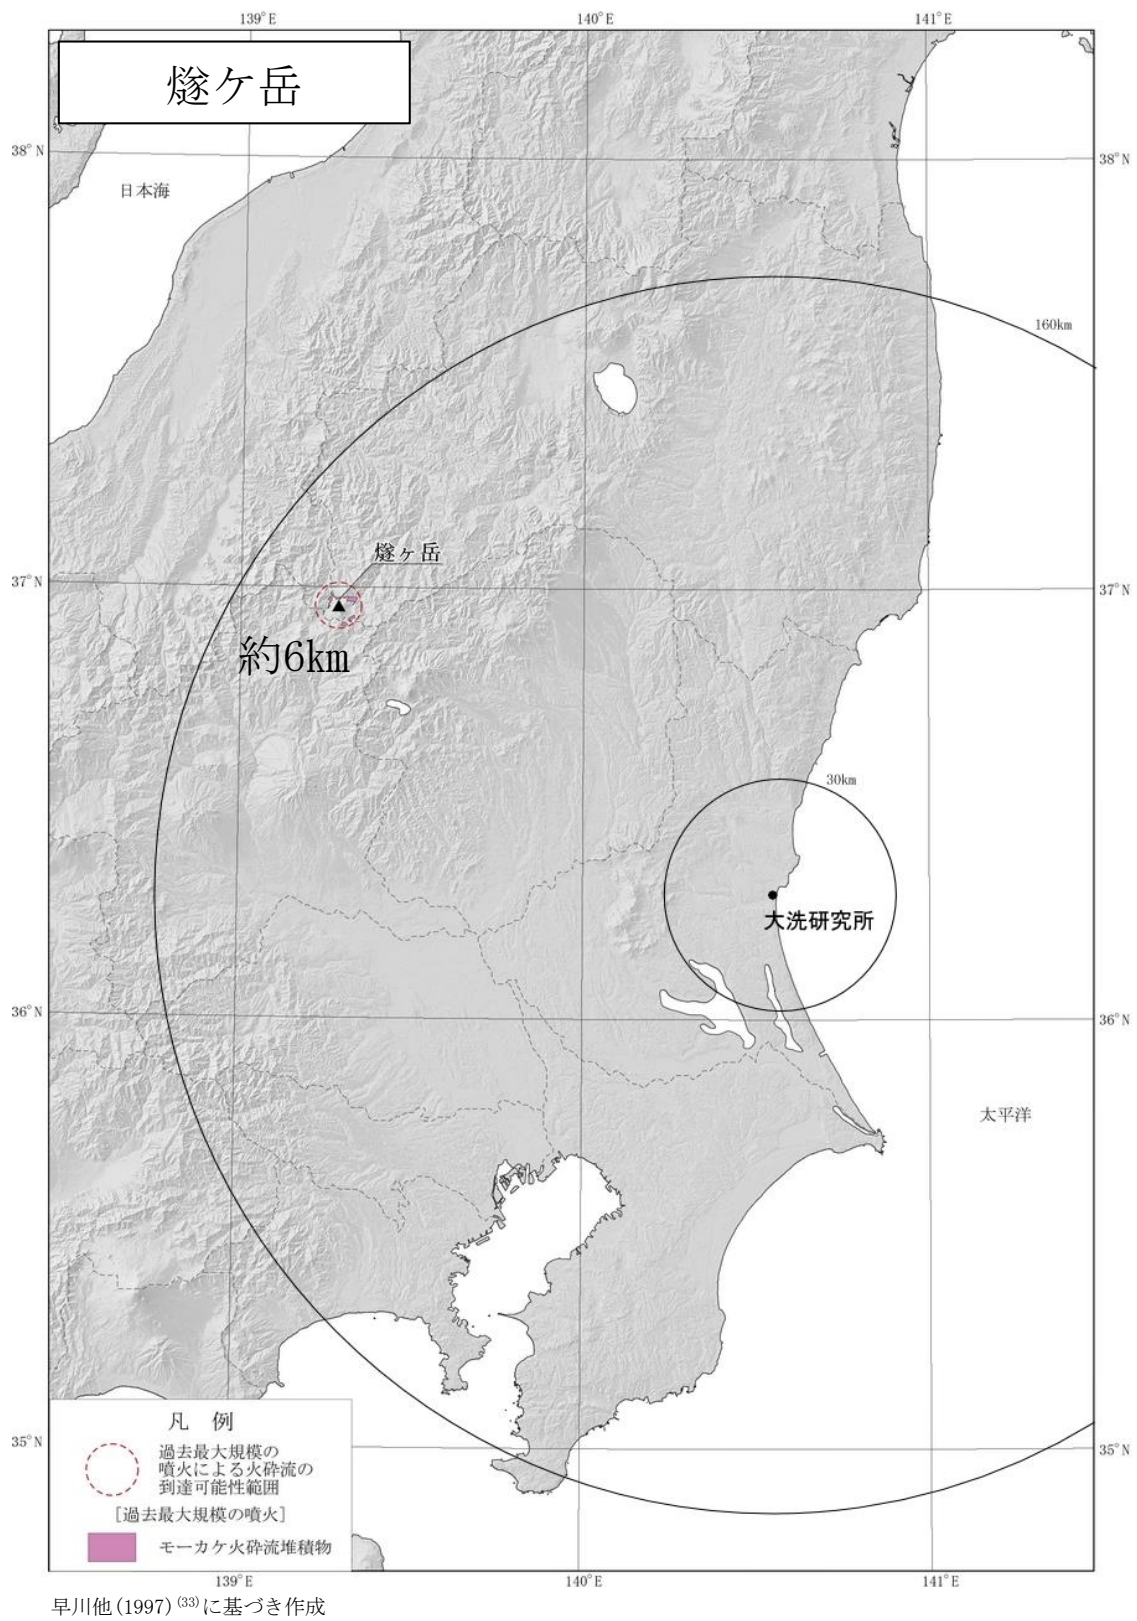 139°E 140°E 141°E
燧ケ岳
38°N 38°N
日本海
160km
燧ヶ岳
37°N 37°N
約6km
30km
大洗研究所
36°N 36°N
太平洋
凡 例
過去最大規模の
噴火による火砕流の
到達可能性範囲
[過去最大規模の噴火]
モーカケ火砕流堆積物
35°N 35°N
139°E 140°E 141°E
早川他(1997)⁽³³⁾に基づき作成